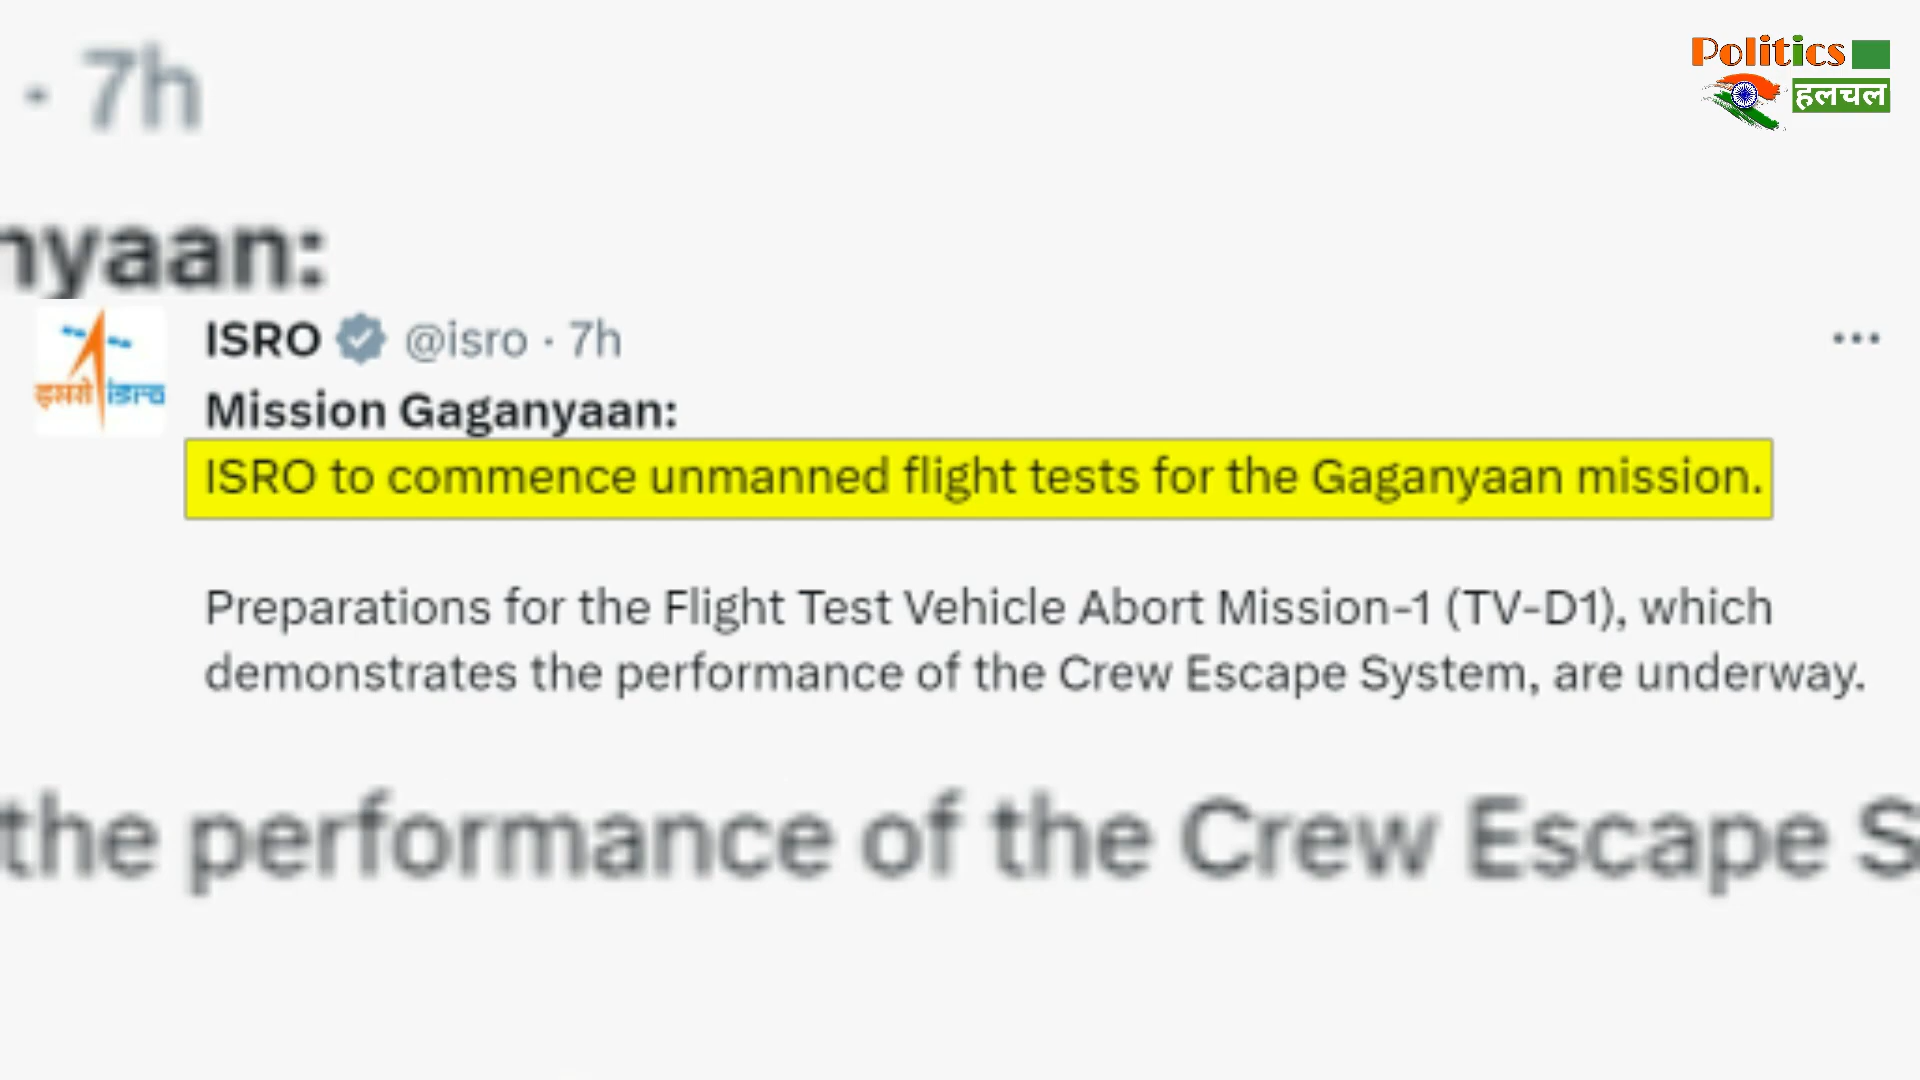 Politics
हलचल
· 7h
nyaan:
इसरो isro
ISRO @isro · 7h
Mission Gaganyaan:
ISRO to commence unmanned flight tests for the Gaganyaan mission.
Preparations for the Flight Test Vehicle Abort Mission-1 (TV-D1), which
demonstrates the performance of the Crew Escape System, are underway.
the performance of the Crew Escape S